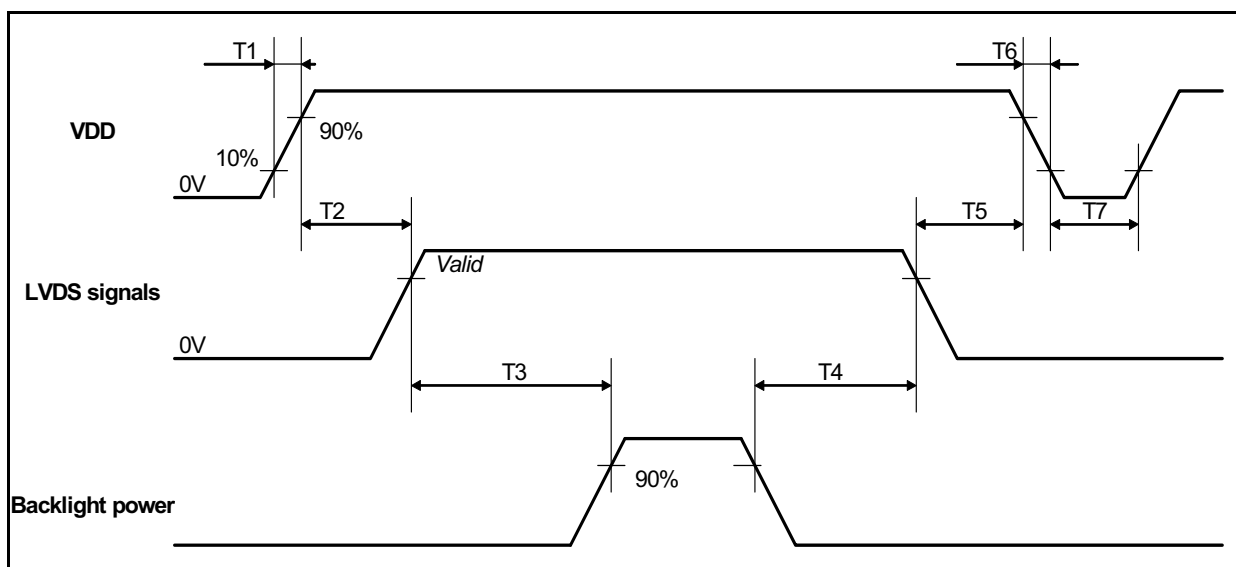 T1
T6
VDD
90%
10%
0V
T2
T5
T7
Valid
LVDS signals
0V
T3
T4
90%
Backlight power